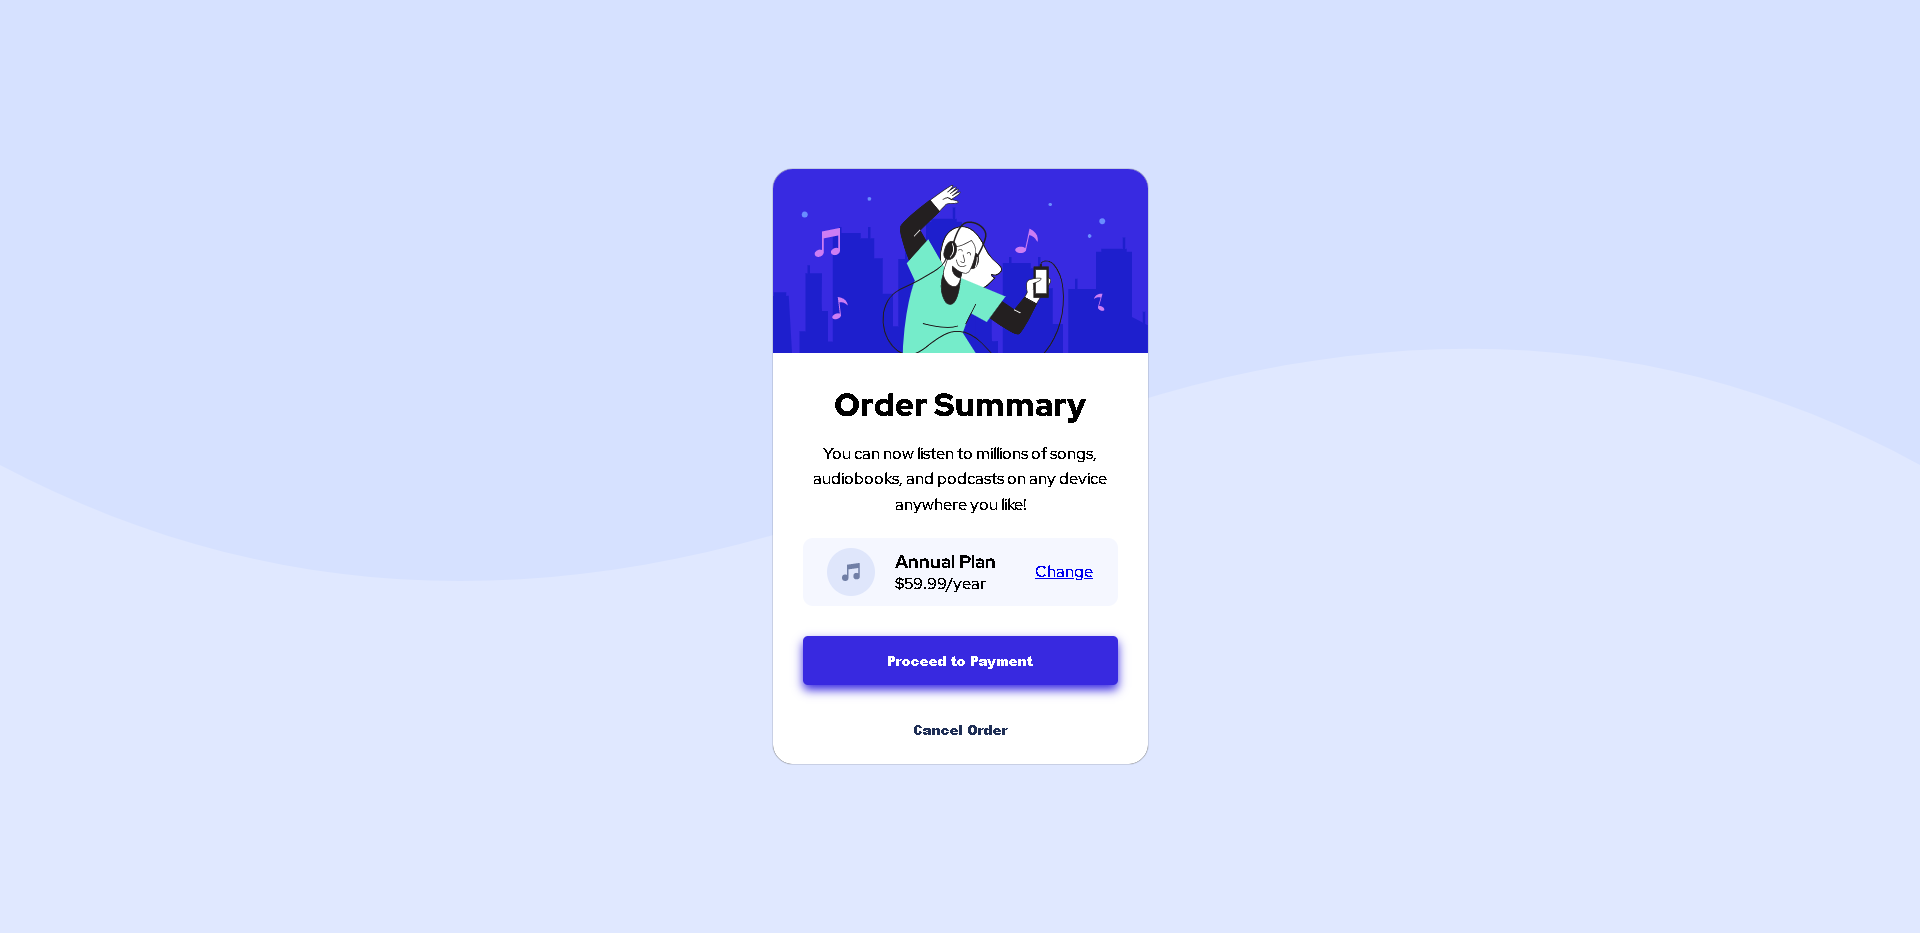 Order Summary
You can now listen to millions of songs,
audiobooks, and podcasts on any device
anywhere you like!
Annual Plan
$59.99/year
Change
Proceed to Payment
Cancel Order